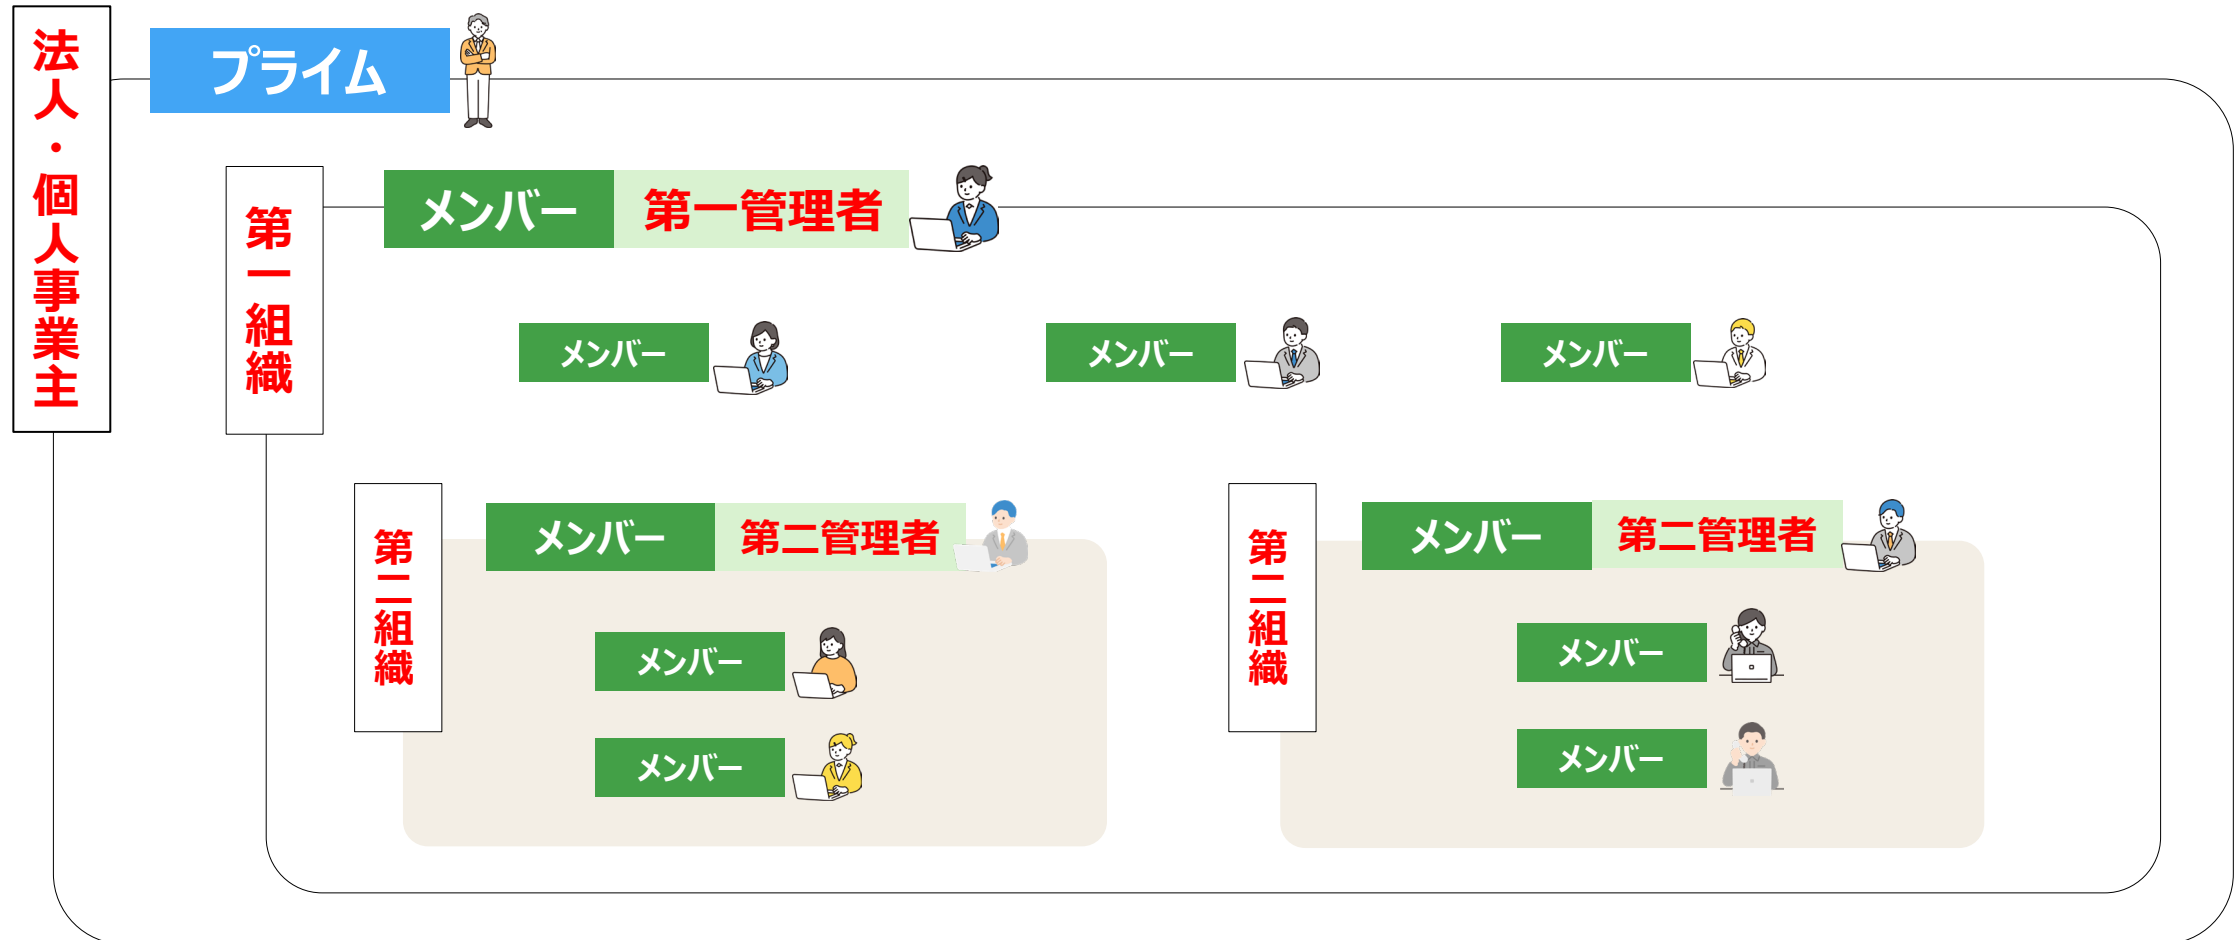 法人・個人事業主
プライム
第一組織
メンバー 第一管理者
メンバー
メンバー
メンバー
第二組織
メンバー 第二管理者
メンバー
メンバー
第二組織
メンバー 第二管理者
メンバー
メンバー